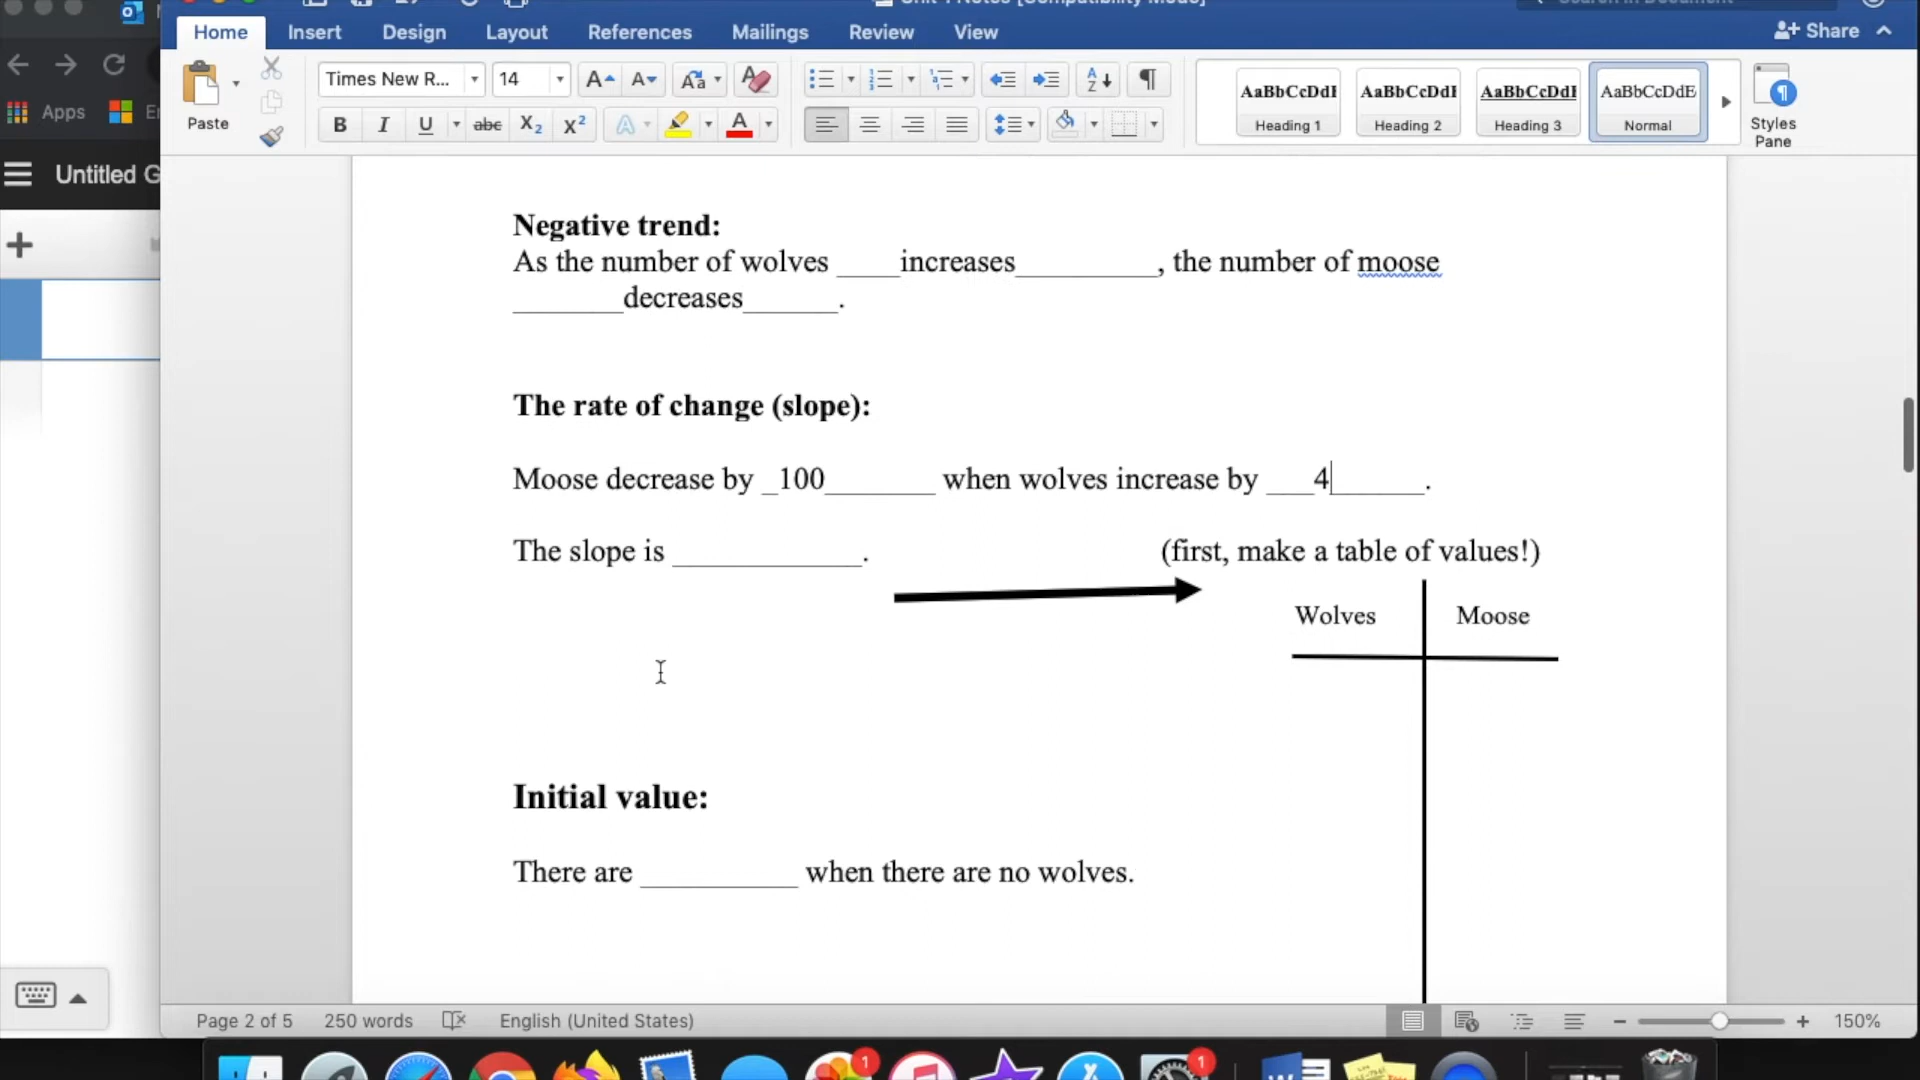 Home Insert Design Layout References Mailings Review View Share
Times New R... 14
Paste
AaBbCcDdI AaBbCcDdI AaBbCcDdI AaBbCcDdE
Heading 1 Heading 2 Heading 3 Normal
Styles Pane
Apps
Untitled G
Negative trend:
As the number of wolves ____increases_________, the number of moose
_______decreases______.
The rate of change (slope):
Moose decrease by _100_______ when wolves increase by ___4______.
The slope is ____________. (first, make a table of values!)
Wolves Moose
Initial value:
There are __________ when there are no wolves.
Page 2 of 5 250 words English (United States) 150%
1
1